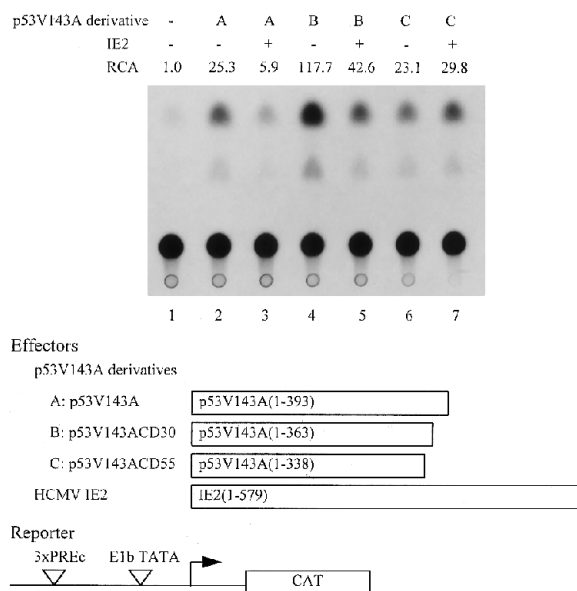 p53V143A derivative - A A B B C C
IE2 - - + - + - +
RCA 1.0 25.3 5.9 117.7 42.6 23.1 29.8
1 2 3 4 5 6 7
Effectors
p53V143A derivatives
A: p53V143A p53V143A(1-393)
B: p53V143ACD30 p53V143A(1-363)
C: p53V143ACD55 p53V143A(1-338)
HCMV IE2 IE2(1-579)
Reporter
3xPREc E1b TATA
CAT